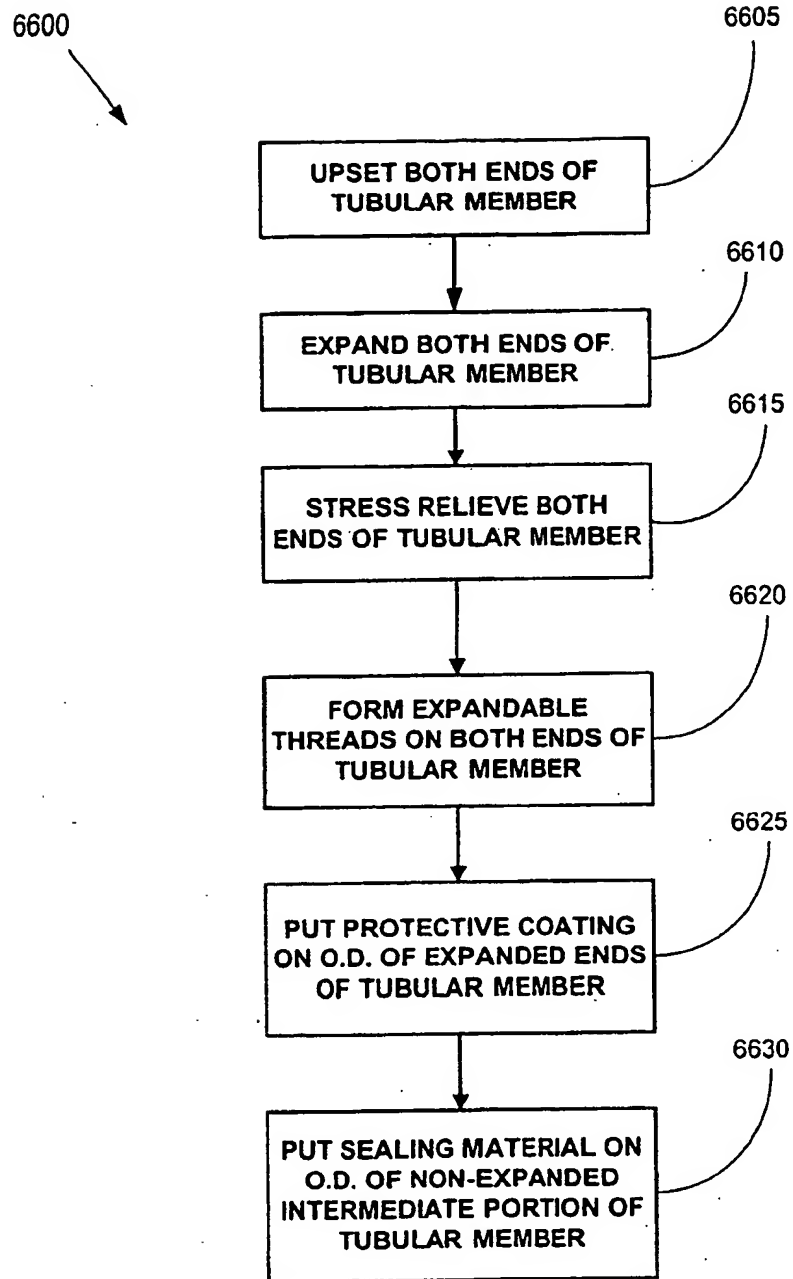 6600
6605
UPSET BOTH ENDS OF
TUBULAR MEMBER
6610
EXPAND BOTH ENDS OF
TUBULAR MEMBER
6615
STRESS RELIEVE BOTH
ENDS OF TUBULAR MEMBER
6620
FORM EXPANDABLE
THREADS ON BOTH ENDS OF
TUBULAR MEMBER
6625
PUT PROTECTIVE COATING
ON O.D. OF EXPANDED ENDS
OF TUBULAR MEMBER
6630
PUT SEALING MATERIAL ON
O.D. OF NON-EXPANDED
INTERMEDIATE PORTION OF
TUBULAR MEMBER